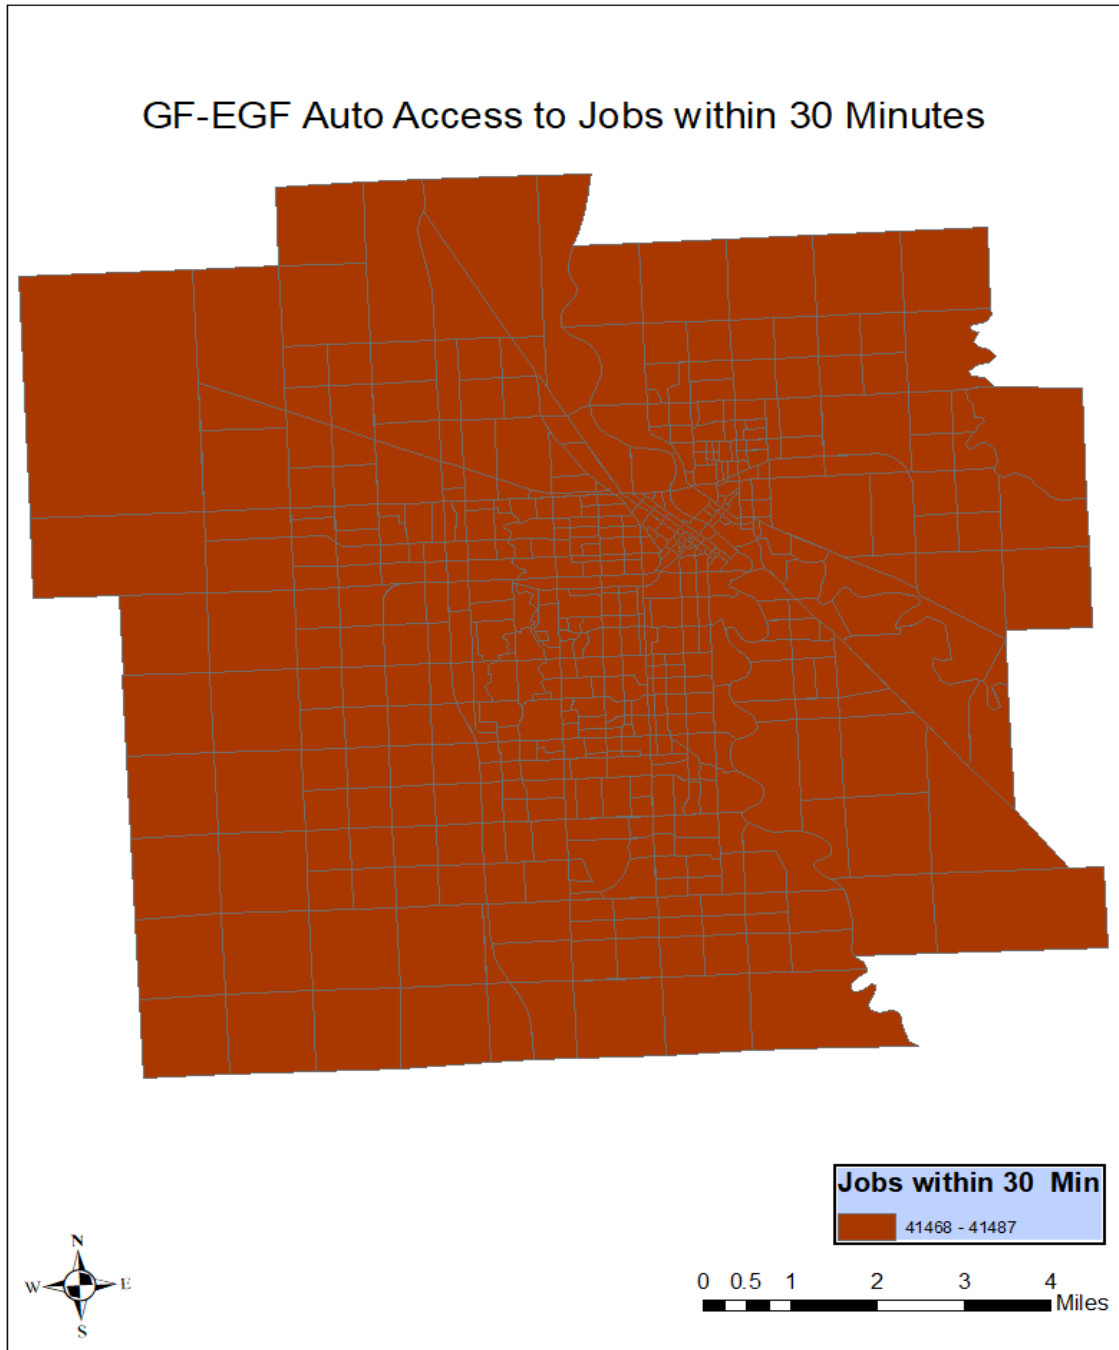 GF-EGF Auto Access to Jobs within 30 Minutes
Jobs within 30 Min
41468 - 41487
N
W E
S
0 0.5 1 2 3 4
Miles